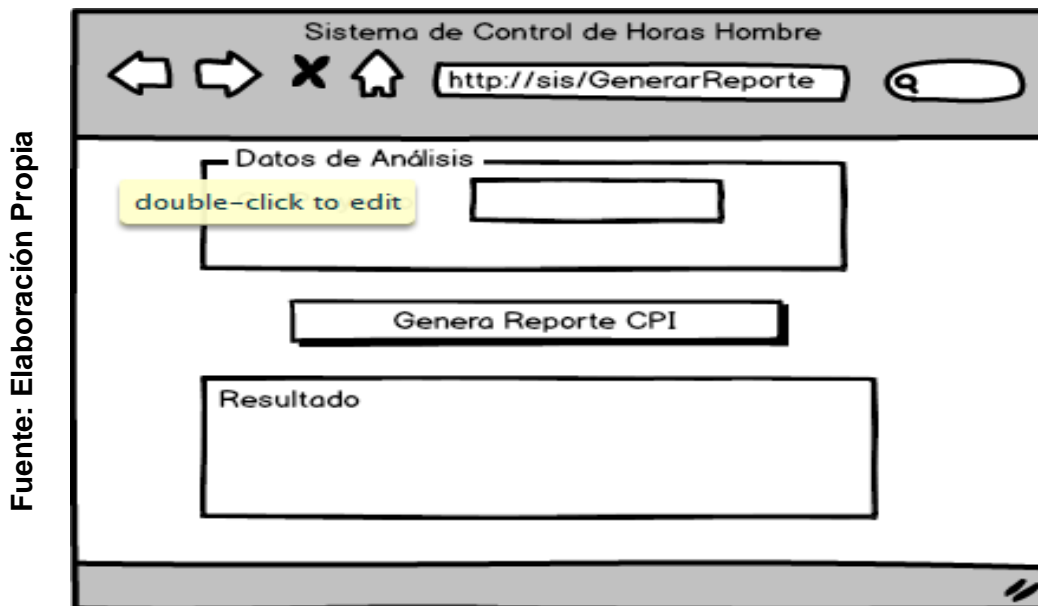 Sistema de Control de Horas Hombre
http://sis/GenerarReporte
Datos de Análisis
double-click to edit
Genera Reporte CPI
Resultado
Fuente: Elaboración Propia